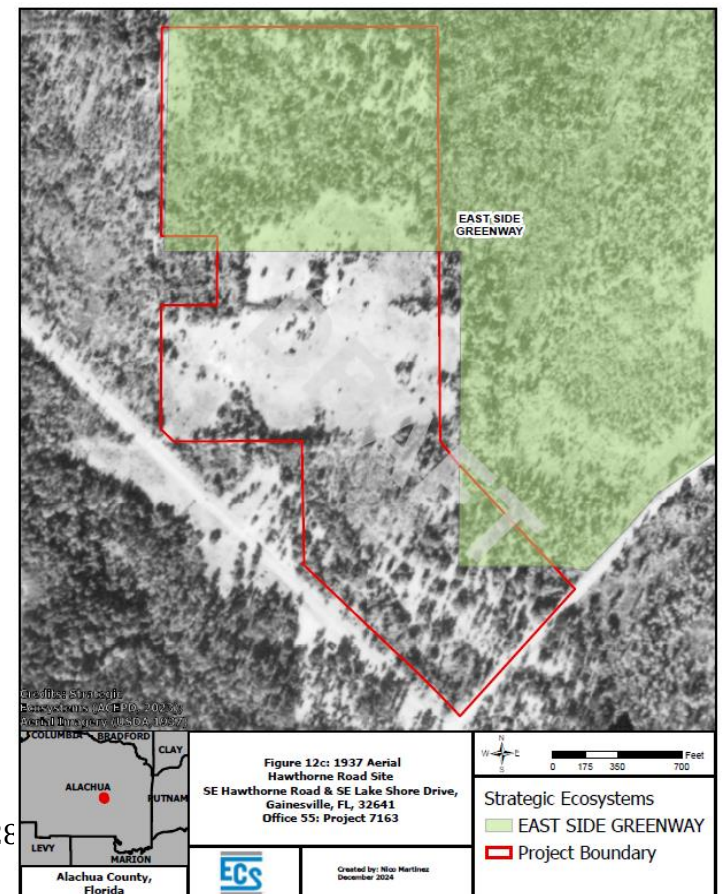 EAST SIDE
GREENWAY
DRAFT
Credits: Strategic
Ecosystems (ACEPD, 2023);
Aerial Imagery (USDA, 1937)
COLUMBIA BRADFORD
CLAY
ALACHUA
PUTNAM
LEVY
MARION
Alachua County,
Florida
Figure 12c: 1937 Aerial
Hawthorne Road Site
SE Hawthorne Road & SE Lake Shore Drive,
Gainesville, FL, 32641
Office 55: Project 7163
ECS
Created by: Nico Martinez
December 2024
N
W E
S
Feet
0 175 350 700
Strategic Ecosystems
EAST SIDE GREENWAY
Project Boundary